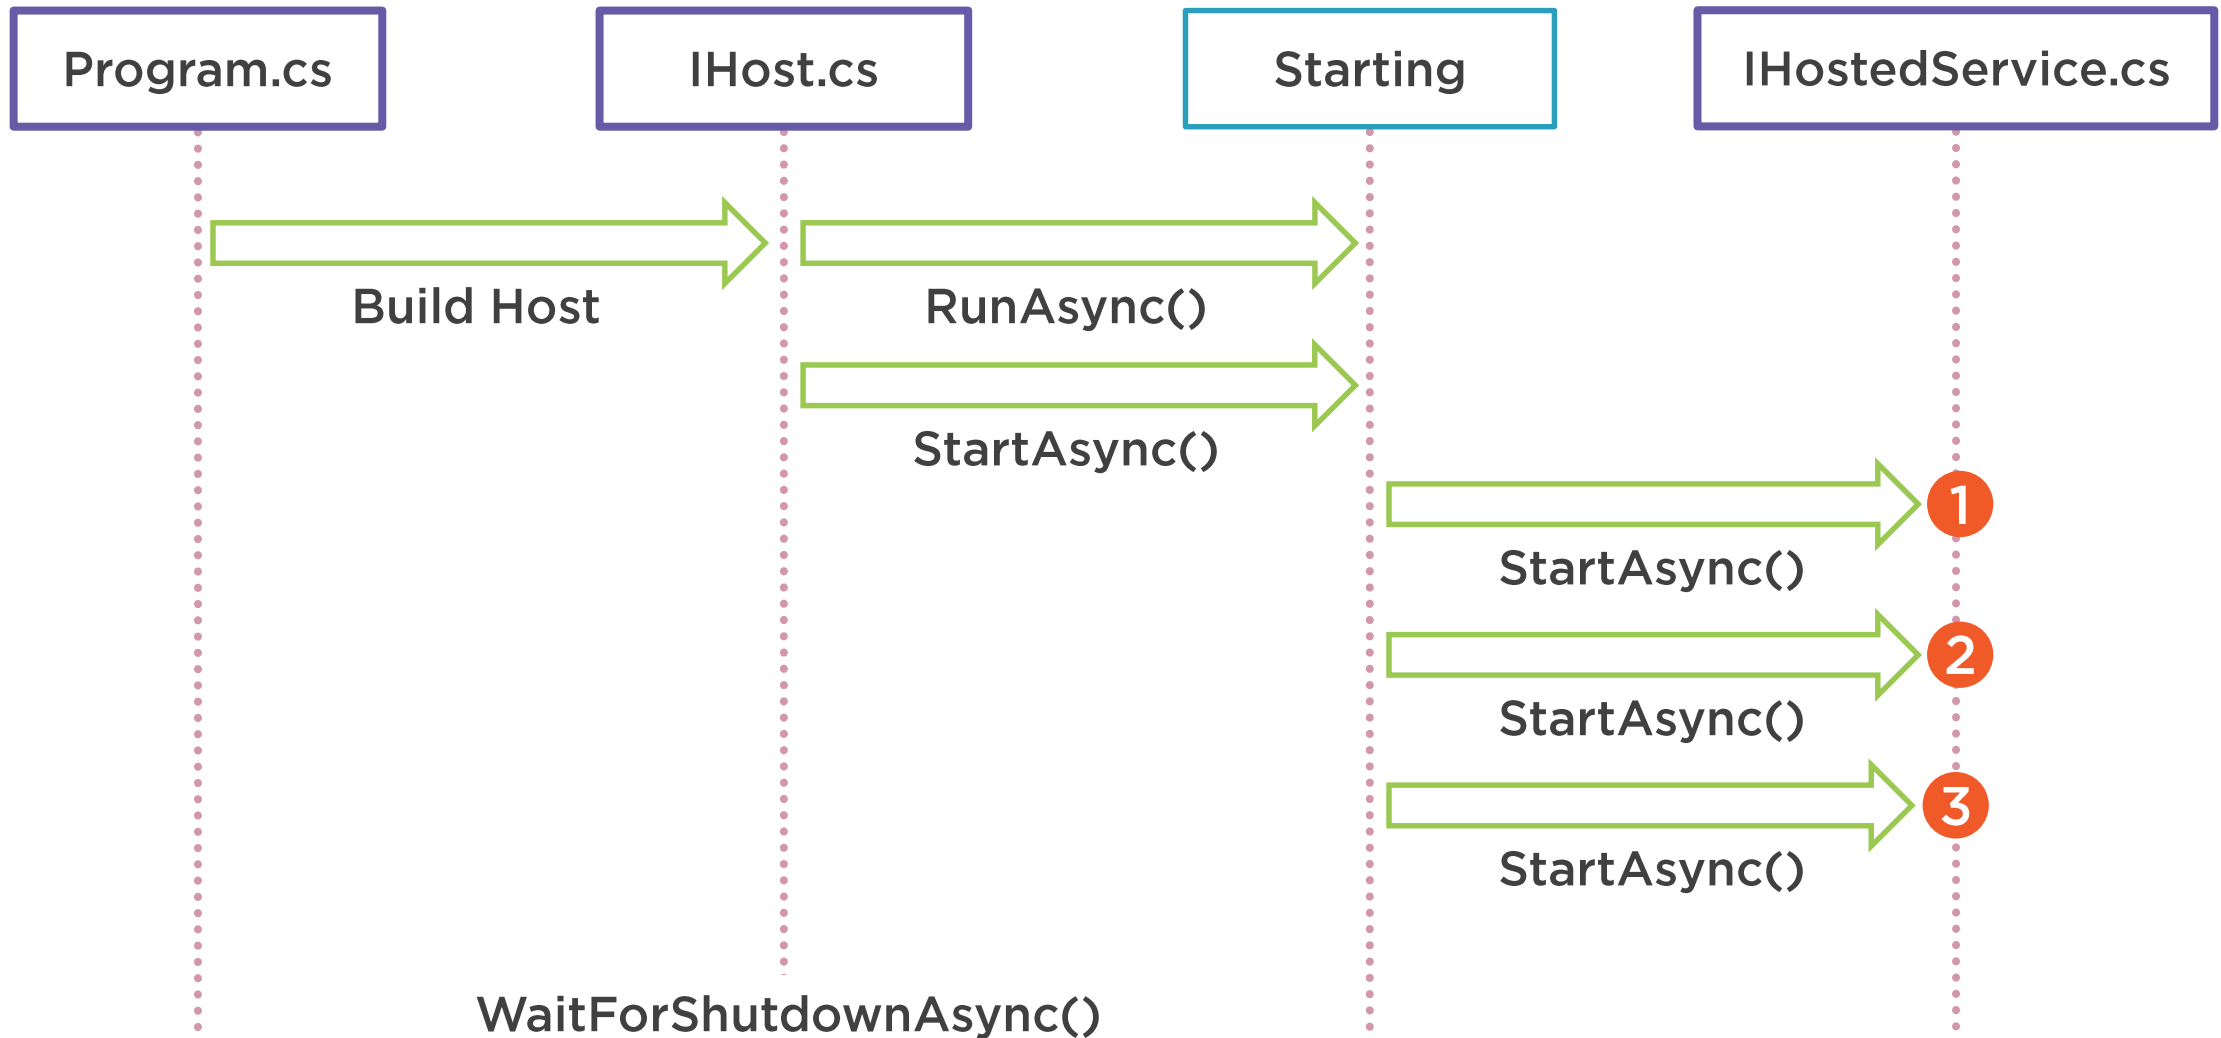 Program.cs
IHost.cs
Starting
IHostedService.cs
Build Host
RunAsync()
StartAsync()
1
StartAsync()
2
StartAsync()
3
StartAsync()
WaitForShutdownAsync()